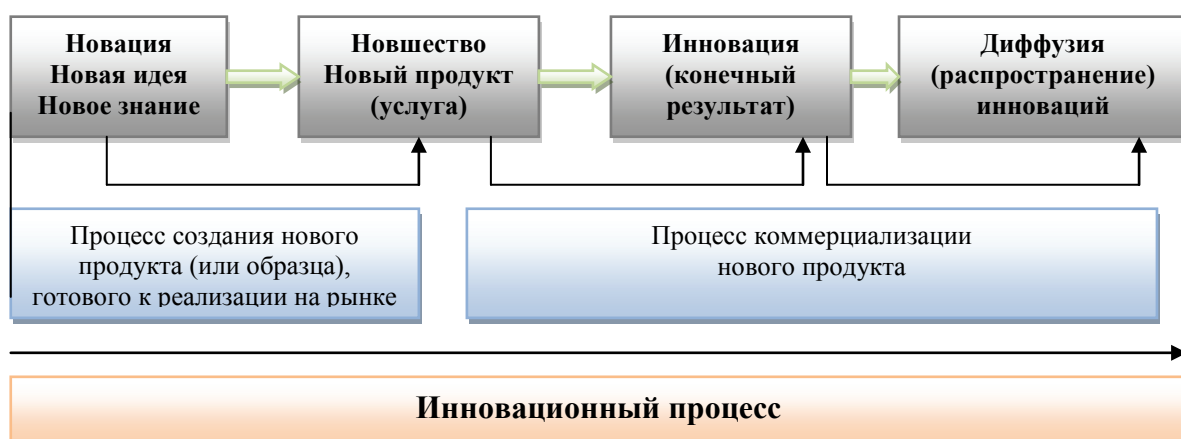 Новация
Новая идея
Новое знание
Новшество
Новый продукт
(услуга)
Инновация
(конечный
результат)
Диффузия
(распространение)
инноваций
Процесс создания нового
продукта (или образца),
готового к реализации на рынке
Процесс коммерциализации
нового продукта
Инновационный процесс